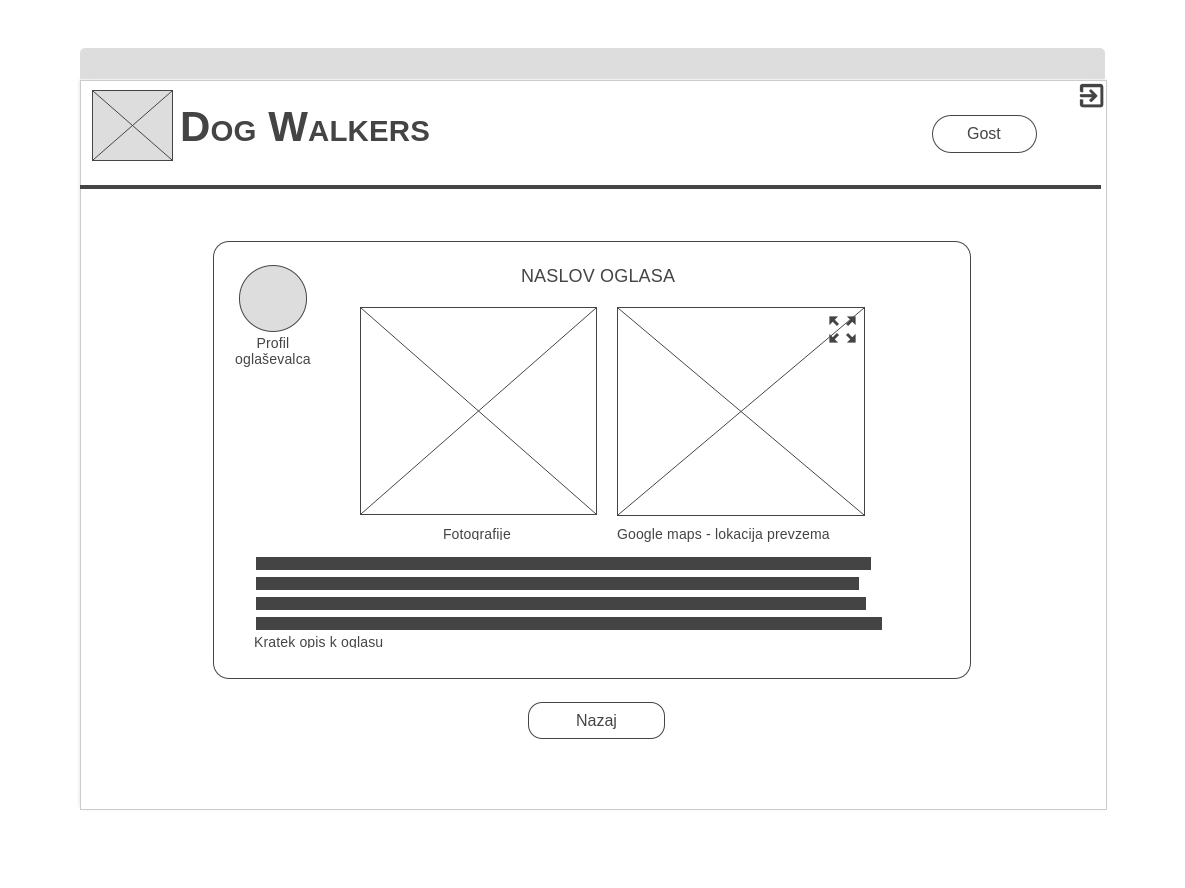 Dog Walkers
Gost
NASLOV OGLASA
Profil
oglaševalca
Fotografije
Google maps - lokacija prevzema
Kratek opis k oglasu
Nazaj